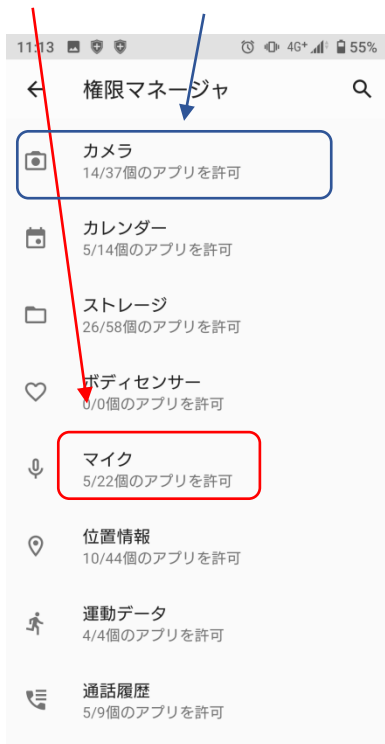 11:13 4G+ 55%
権限マネージャ
カメラ
14/37個のアプリを許可
カレンダー
5/14個のアプリを許可
ストレージ
26/58個のアプリを許可
ボディセンサー
0/0個のアプリを許可
マイク
5/22個のアプリを許可
位置情報
10/44個のアプリを許可
運動データ
4/4個のアプリを許可
通話履歴
5/9個のアプリを許可